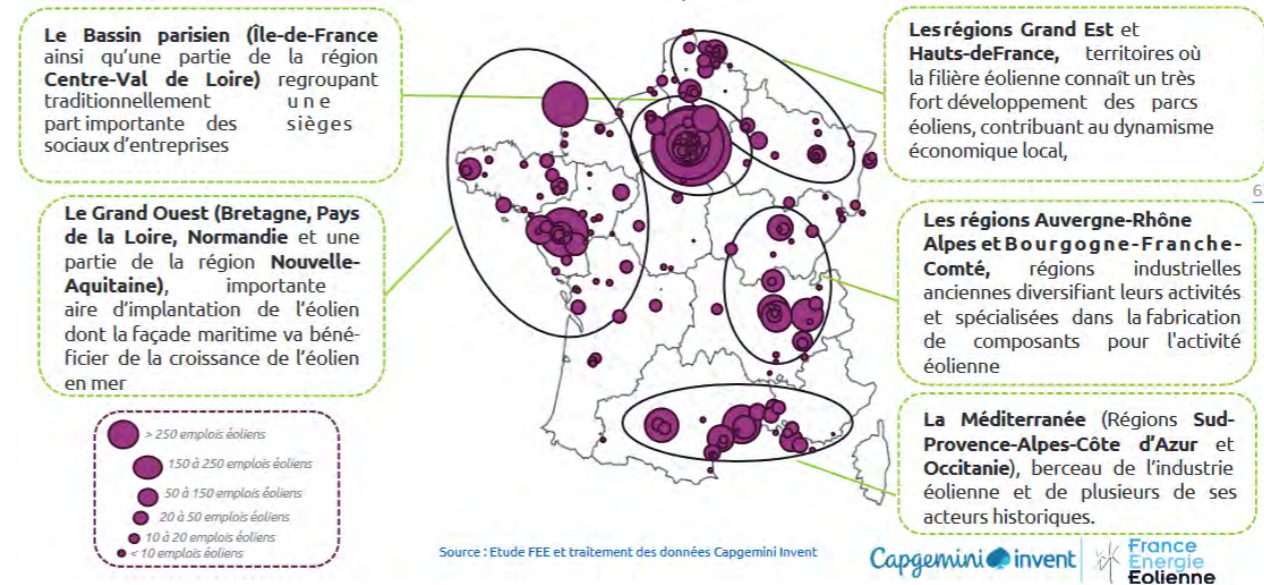 Le Bassin parisien (Île-de-France
ainsi qu’une partie de la région
Centre-Val de Loire) regroupant
traditionnellement une
part importante des sièges
sociaux d’entreprises
Le Grand Ouest (Bretagne, Pays
de la Loire, Normandie et une
partie de la région Nouvelle-
Aquitaine), importante
aire d’implantation de l’éolien
dont la façade maritime va béné-
ficier de la croissance de l’éolien
en mer
> 250 emplois éoliens
150 à 250 emplois éoliens
50 à 150 emplois éoliens
20 à 50 emplois éoliens
10 à 20 emplois éoliens
< 10 emplois éoliens
Les régions Grand Est et
Hauts-deFrance, territoires où
la filière éolienne connaît un très
fort développement des parcs
éoliens, contribuant au dynamisme
économique local,
6
Les régions Auvergne-Rhône
Alpes et Bourgogne-Franche-
Comté, régions industrielles
anciennes diversifiant leurs activités
et spécialisées dans la fabrication
de composants pour l'activité
éolienne
La Méditerranée (Régions Sud-
Provence-Alpes-Côte d’Azur et
Occitanie), berceau de l’industrie
éolienne et de plusieurs de ses
acteurs historiques.
Source : Etude FEE et traitement des données Capgemini Invent
Capgemini invent
France
Energie
Eolienne